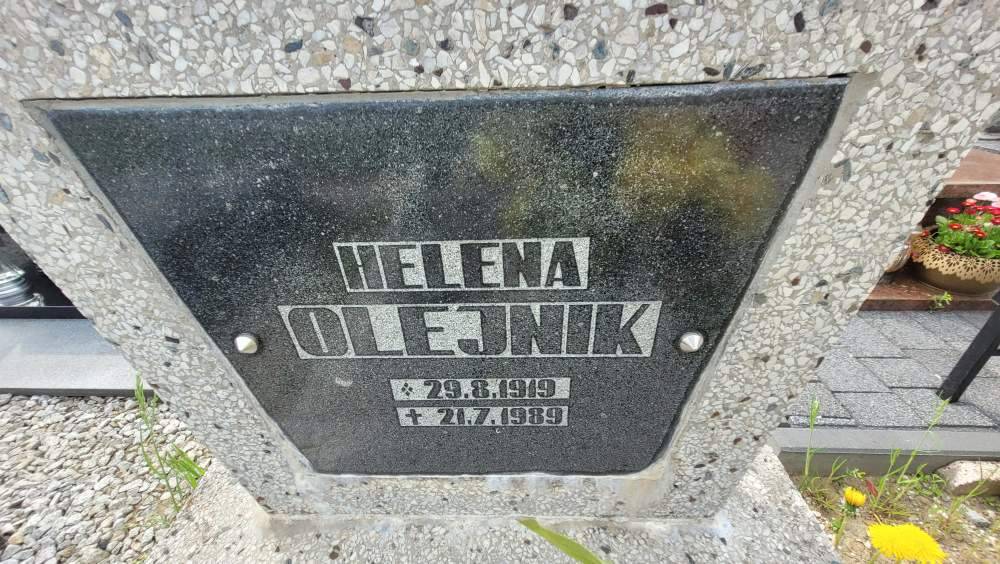 HELENA
OLEJNIK
⁘ 29.8.1919
✝ 21.7.1989